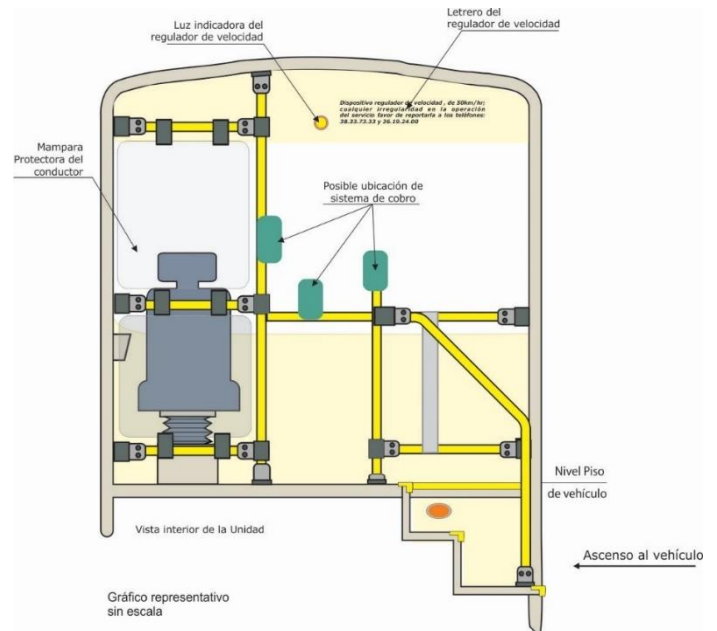 Luz indicadora del
regulador de velocidad
Letrero del
regulador de velocidad
Dispositivo regulador de velocidad , de 50km/hr;
cualquier irregularidad en la operación
del servicio favor de reportarla a los teléfonos:
38.33.73.33 y 36.10.24.00
Mampara
Protectora del
conductor
Posible ubicación de
sistema de cobro
Nivel Piso
de vehículo
Vista interior de la Unidad
Ascenso al vehículo
Gráfico representativo
sin escala